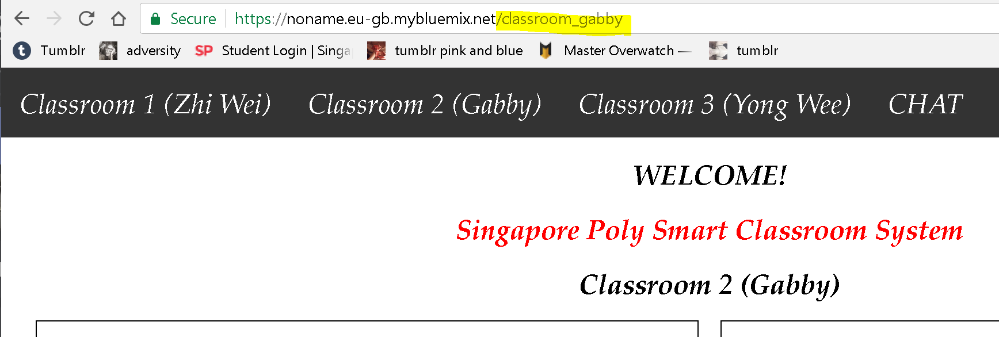 Secure https://noname.eu-gb.mybluemix.net/classroom_gabby
t Tumblr adversity SP Student Login | Singa tumblr pink and blue Master Overwatch — tumblr
Classroom 1 (Zhi Wei) Classroom 2 (Gabby) Classroom 3 (Yong Wee) CHAT
WELCOME!
Singapore Poly Smart Classroom System
Classroom 2 (Gabby)